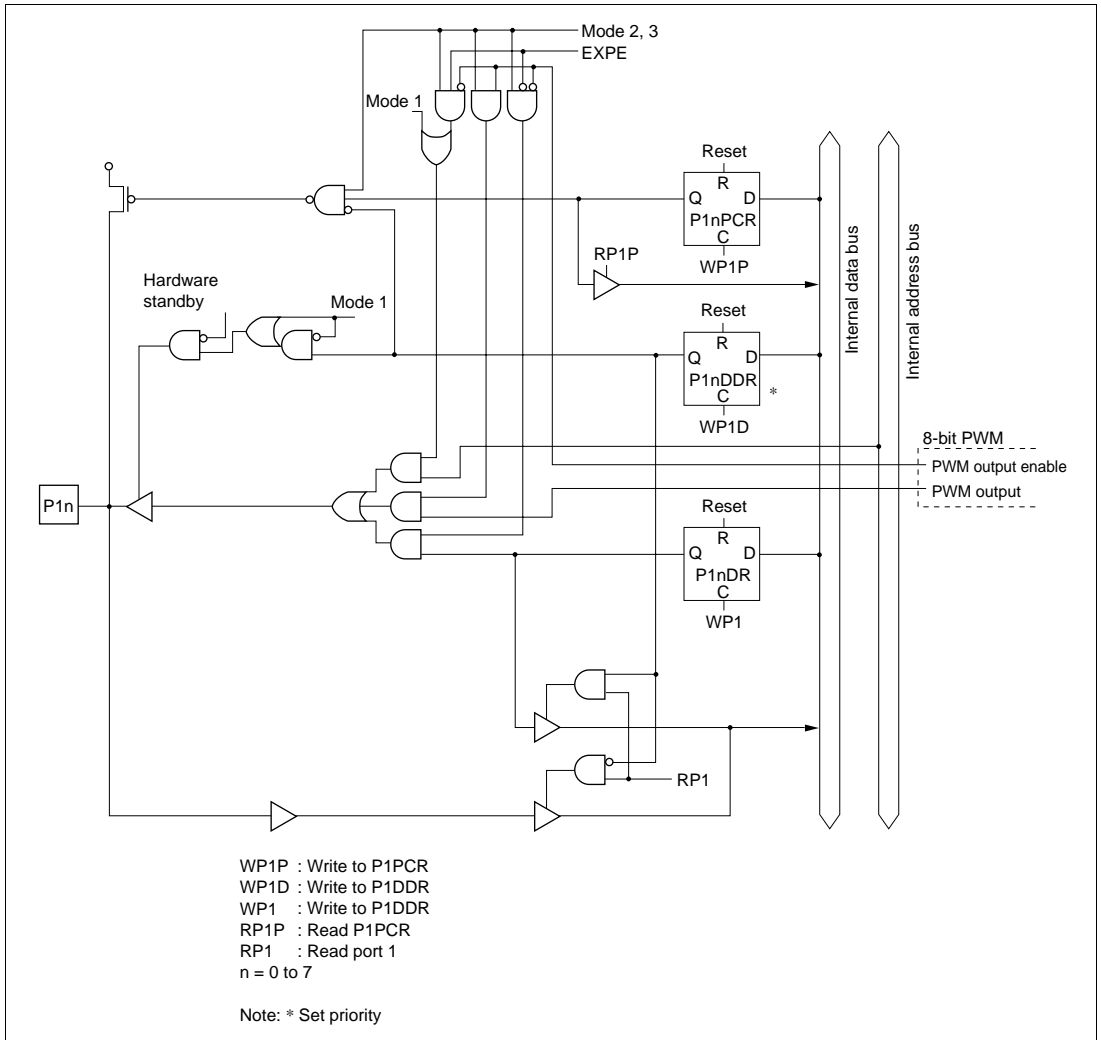 Mode 2, 3
EXPE
Mode 1
Reset
R
Q D
P1nPCR
C
WP1P
RP1P
Hardware
standby
Mode 1
Reset
R
Q D
P1nDDR
C
*
WP1D
Internal data bus
Internal address bus
8-bit PWM
PWM output enable
PWM output
P1n
Reset
R
Q D
P1nDR
C
WP1
RP1
WP1P : Write to P1PCR
WP1D : Write to P1DDR
WP1 : Write to P1DDR
RP1P : Read P1PCR
RP1 : Read port 1
n = 0 to 7
Note: * Set priority